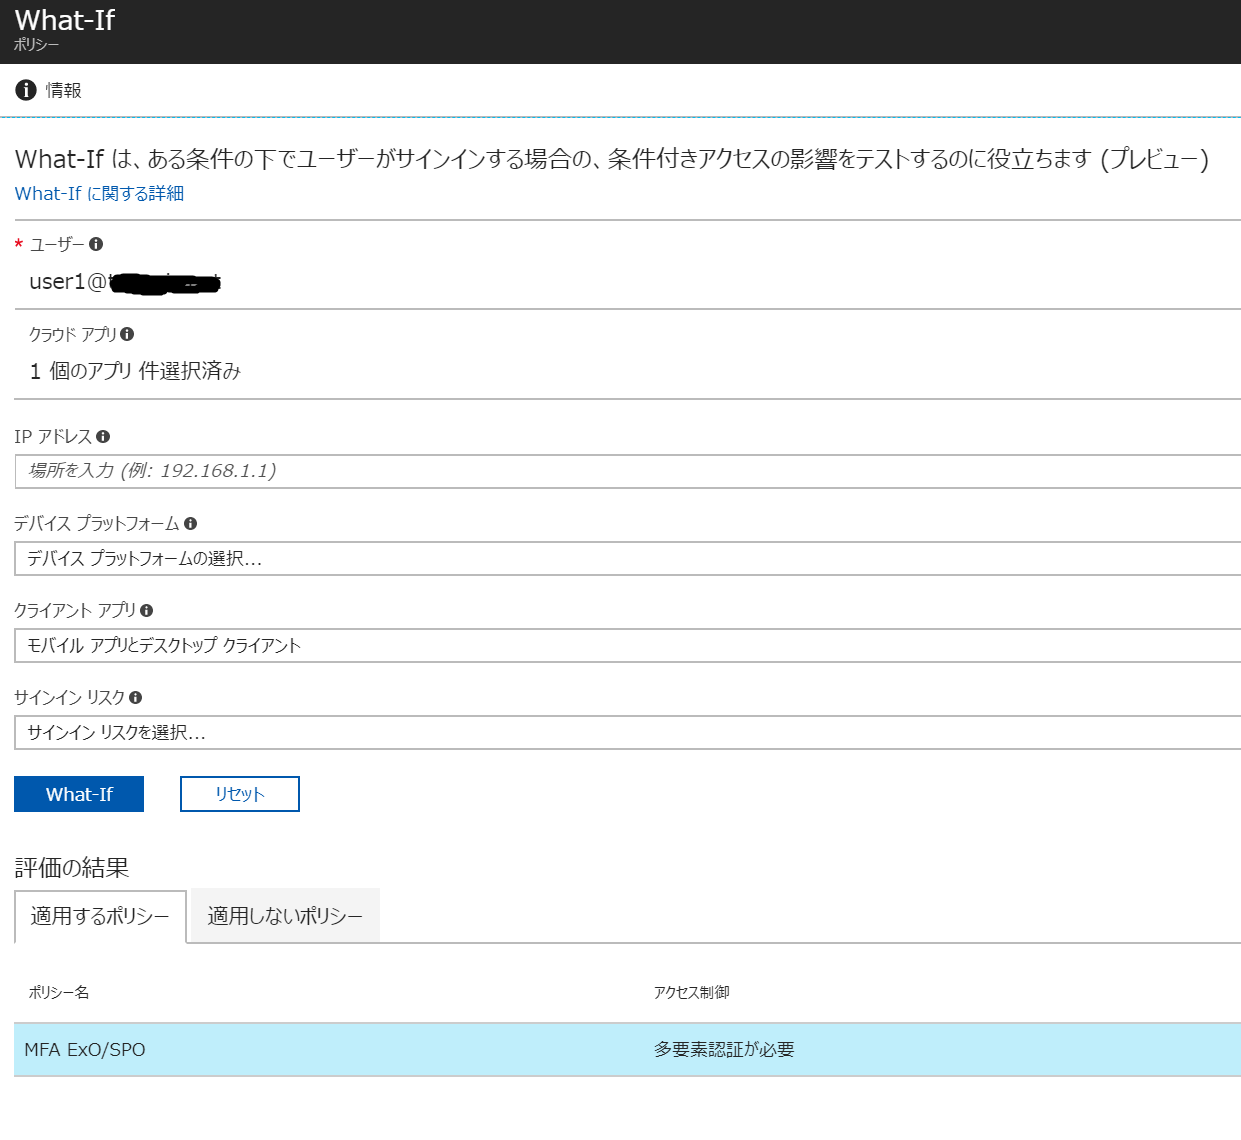 What-If
ポリシー
情報
What-If は、ある条件の下でユーザーがサインインする場合の、条件付きアクセスの影響をテストするのに役立ちます (プレビュー)
What-If に関する詳細
* ユーザー
user1@
クラウド アプリ
1 個のアプリ 件選択済み
IP アドレス
場所を入力 (例: 192.168.1.1)
デバイス プラットフォーム
デバイス プラットフォームの選択...
クライアント アプリ
モバイル アプリとデスクトップ クライアント
サインイン リスク
サインイン リスクを選択...
What-If リセット
評価の結果
適用するポリシー 適用しないポリシー
ポリシー名 アクセス制御
MFA ExO/SPO 多要素認証が必要